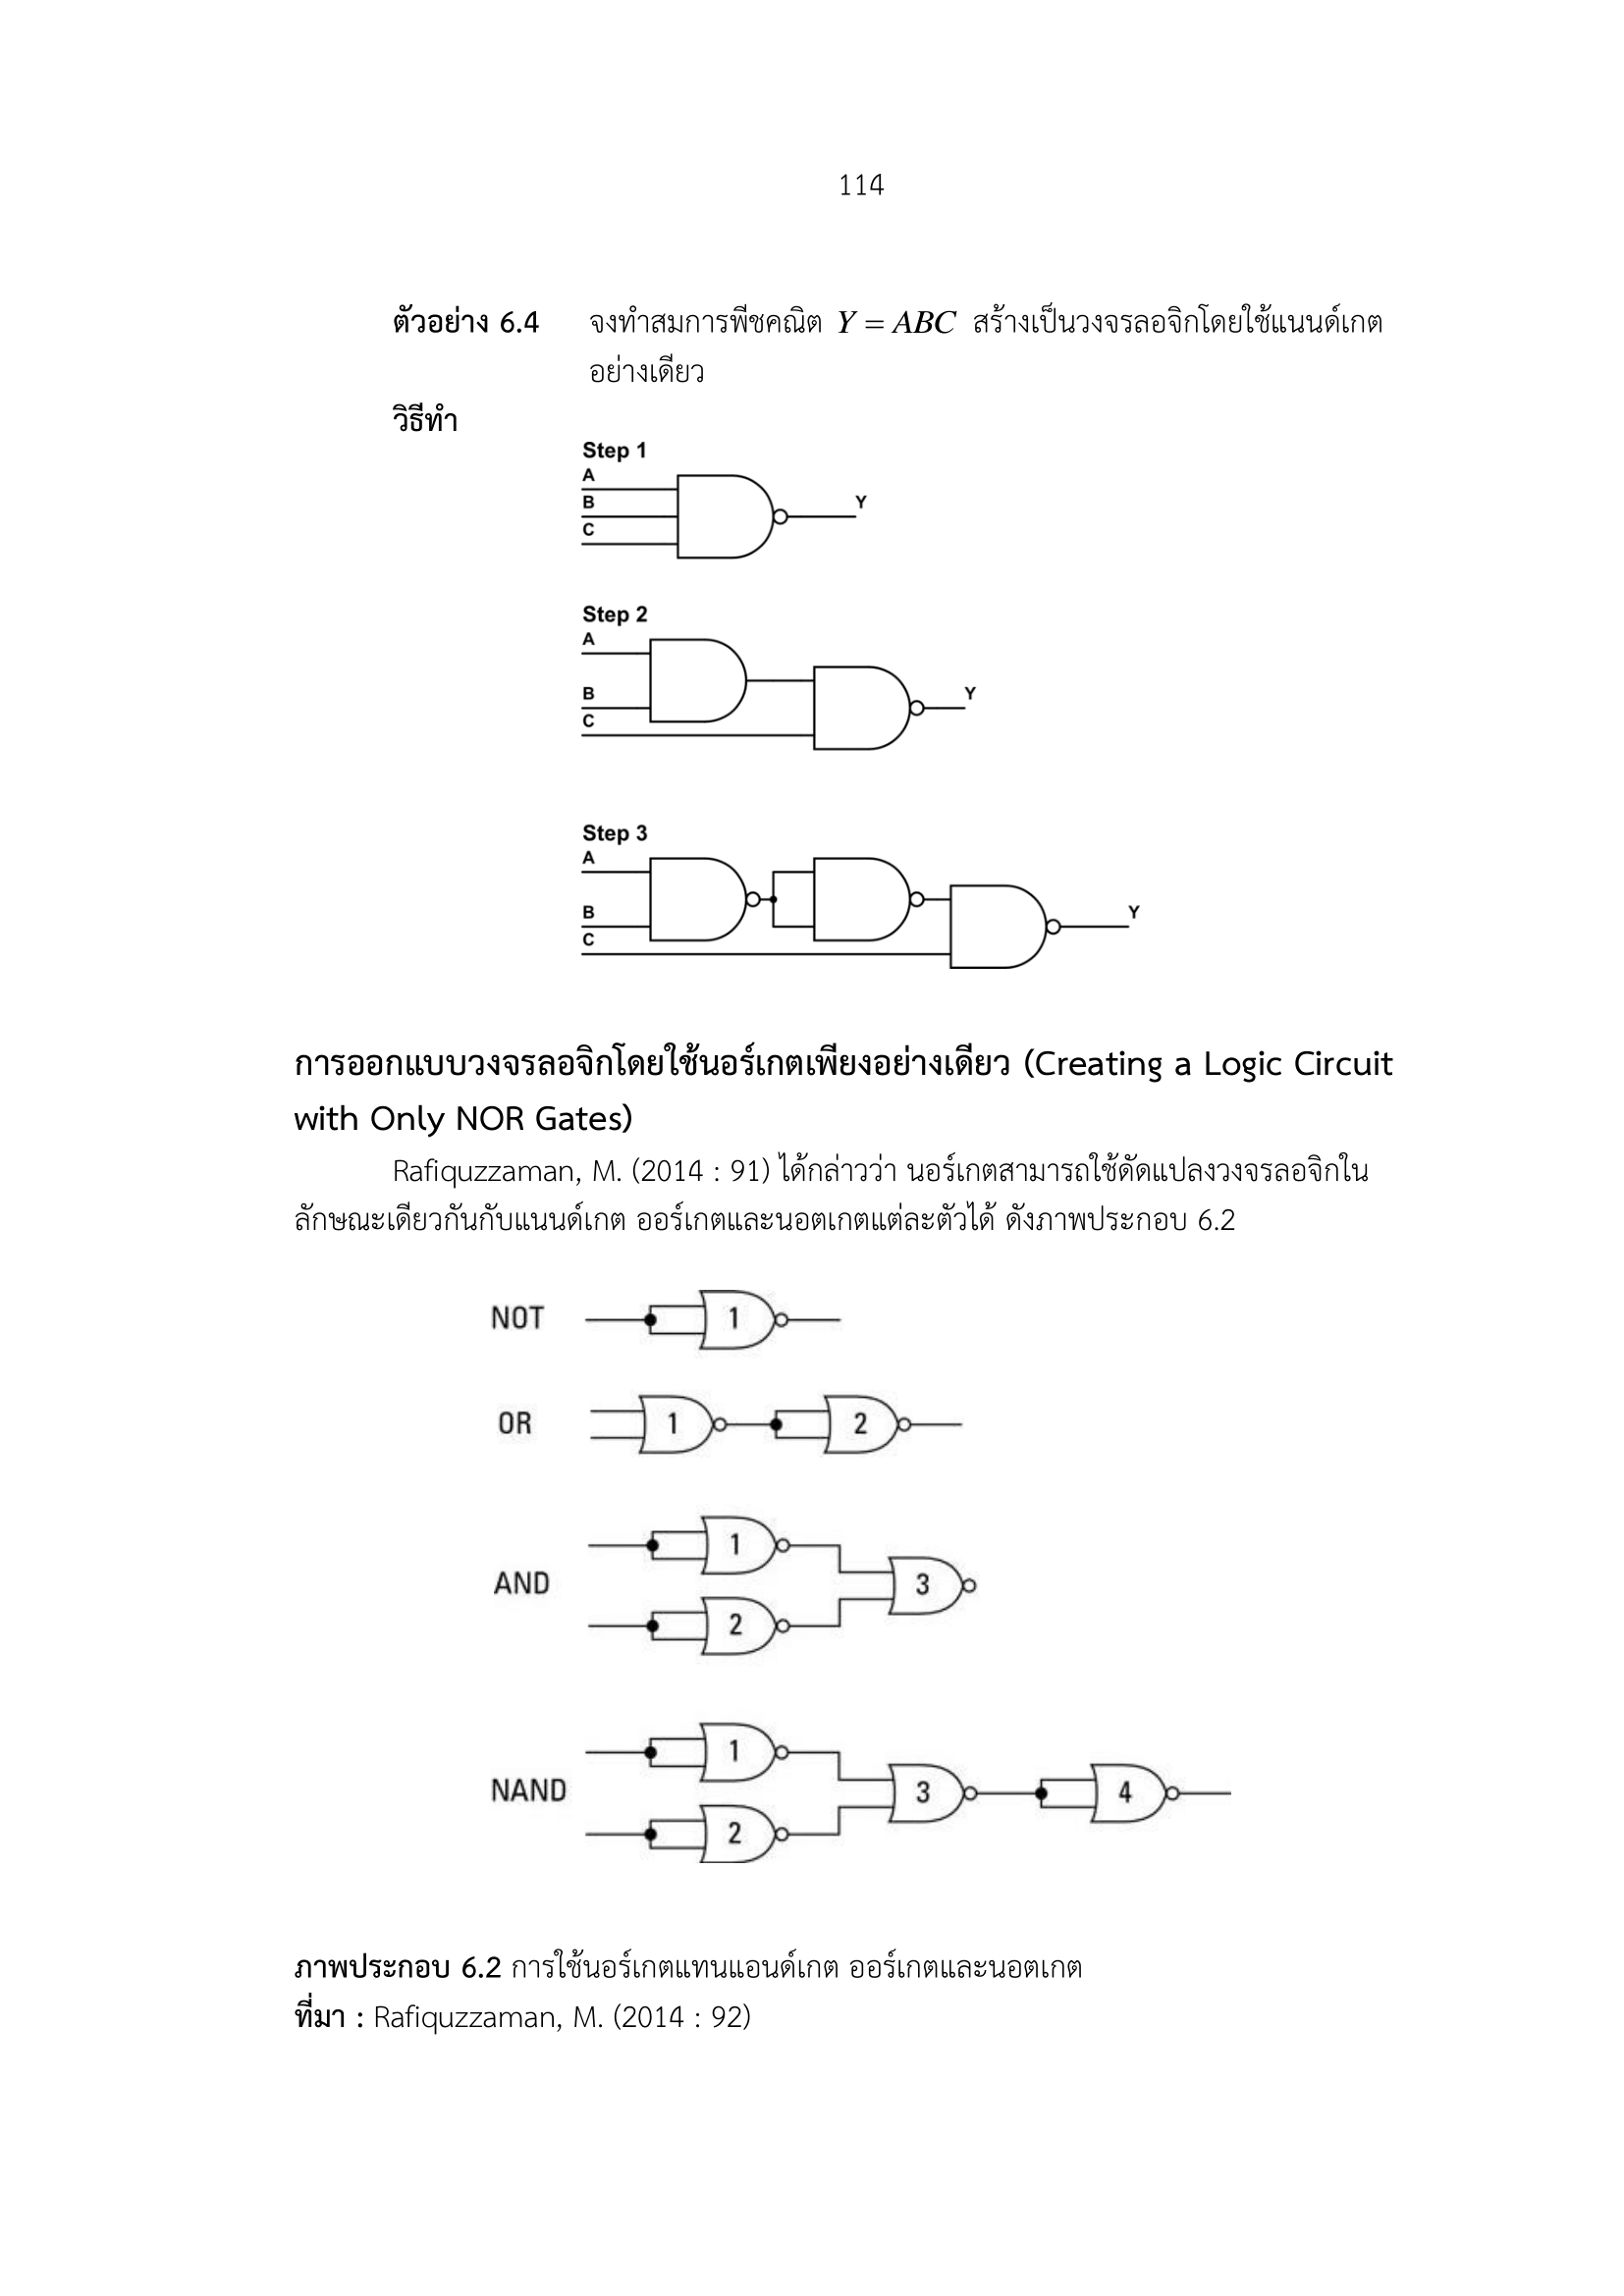 114
ตัวอย่าง 6.4 จงทำสมการพีชคณิต Y = ABC สร้างเป็นวงจรลอจิกโดยใช้แนนด์เกต
อย่างเดียว
วิธีทำ
Step 1
A
B
Y
C
Step 2
A
B
Y
C
Step 3
A
B
Y
C
การออกแบบวงจรลอจิกโดยใช้นอร์เกตเพียงอย่างเดียว (Creating a Logic Circuit
with Only NOR Gates)
Rafiquzzaman, M. (2014 : 91) ได้กล่าวว่า นอร์เกตสามารถใช้ดัดแปลงวงจรลอจิกใน
ลักษณะเดียวกันกับแนนด์เกต ออร์เกตและนอตเกตแต่ละตัวได้ ดังภาพประกอบ 6.2
NOT 1
OR 1 2
1
AND 3
2
1
NAND 3 4
2
ภาพประกอบ 6.2 การใช้นอร์เกตแทนแอนด์เกต ออร์เกตและนอตเกต
ที่มา : Rafiquzzaman, M. (2014 : 92)